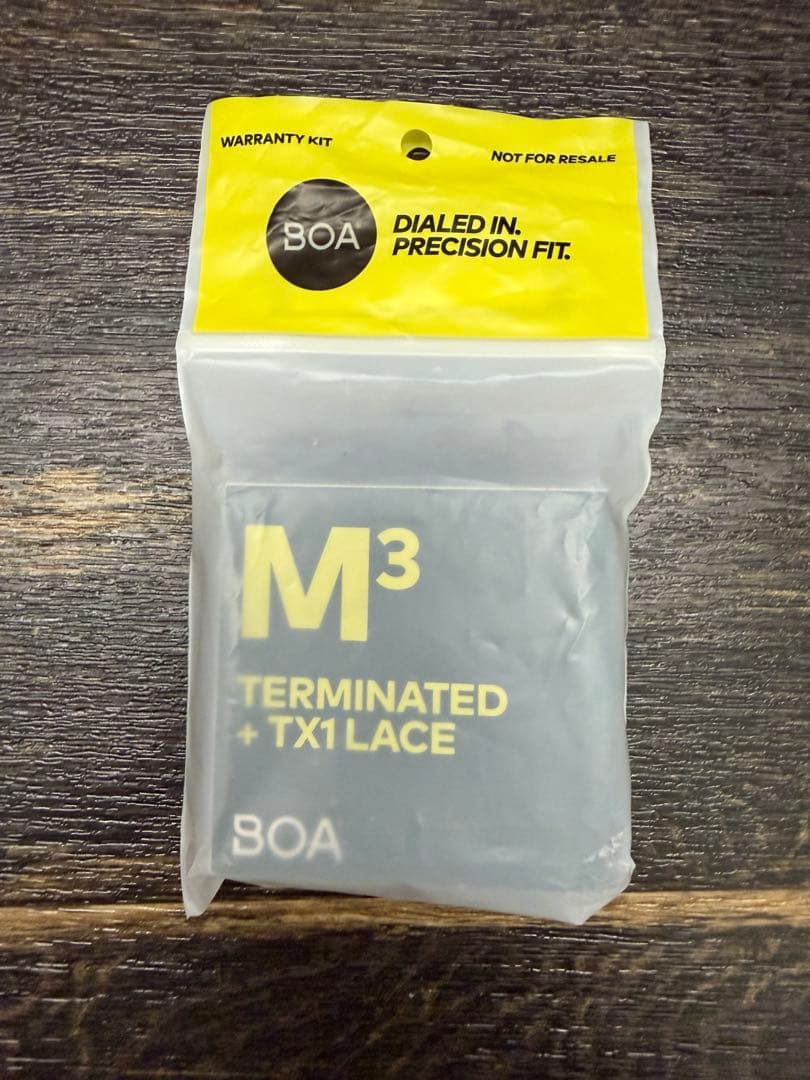 WARRANTY KIT
NOT FOR RESALE
BOA
DIALED IN.
PRECISION FIT.
M³
TERMINATED
+ TX1 LACE
BOA